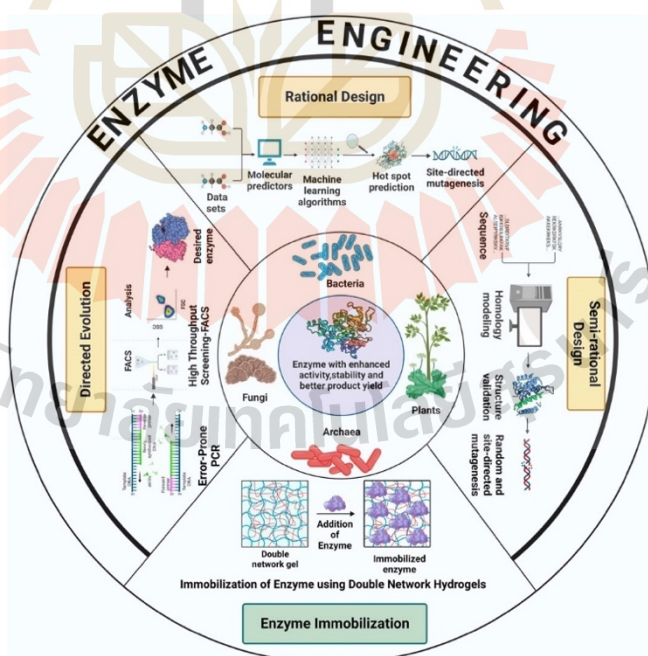 ENZYME ENGINEERING
Rational Design
Data
sets
Molecular
predictors
Machine
learning
algorithms
Hot spot
prediction
Site-directed
mutagenesis
Directed Evolution
Desired
enzyme
Analysis
High Throughput
Screening-FACS
FACS
Error-Prone
PCR
Sequence
Homology
modeling
Structure
validation
Random and
site-directed
mutagenesis
Semi-rational
Design
Bacteria
Fungi
Plants
Archaea
Enzyme with enhanced
activity,stability and
better product yield
Double
network gel
Addition
of
Enzyme
Immobilized
enzyme
Immobilization of Enzyme using Double Network Hydrogels
Enzyme Immobilization